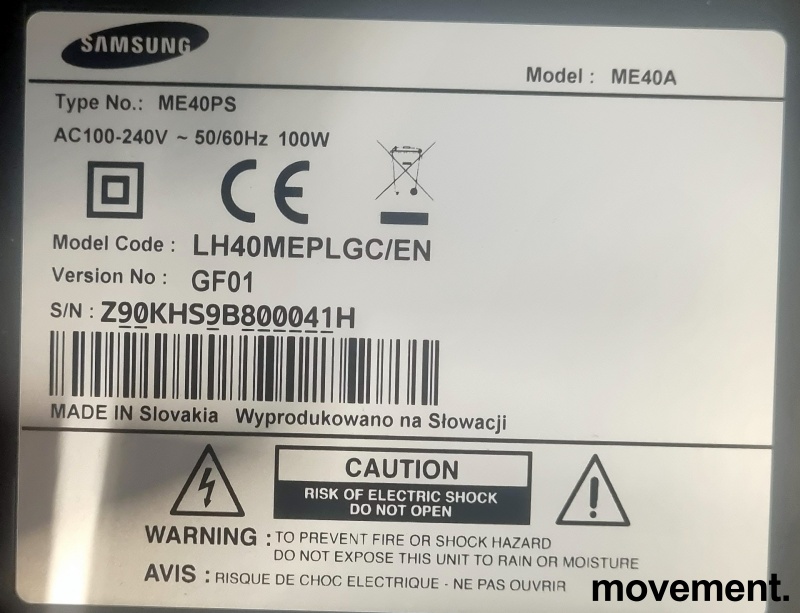 SAMSUNG
Model : ME40A
Type No.: ME40PS
AC100-240V ~ 50/60Hz 100W
CE
Model Code : LH40MEPLGC/EN
Version No : GF01
S/N : Z90KHS9B800041H
MADE IN Slovakia Wyprodukowano na Słowacji
CAUTION
RISK OF ELECTRIC SHOCK
DO NOT OPEN
WARNING : TO PREVENT FIRE OR SHOCK HAZARD
DO NOT EXPOSE THIS UNIT TO RAIN OR MOISTURE
AVIS : RISQUE DE CHOC ELECTRIQUE - NE PAS OUVRIR
movement.